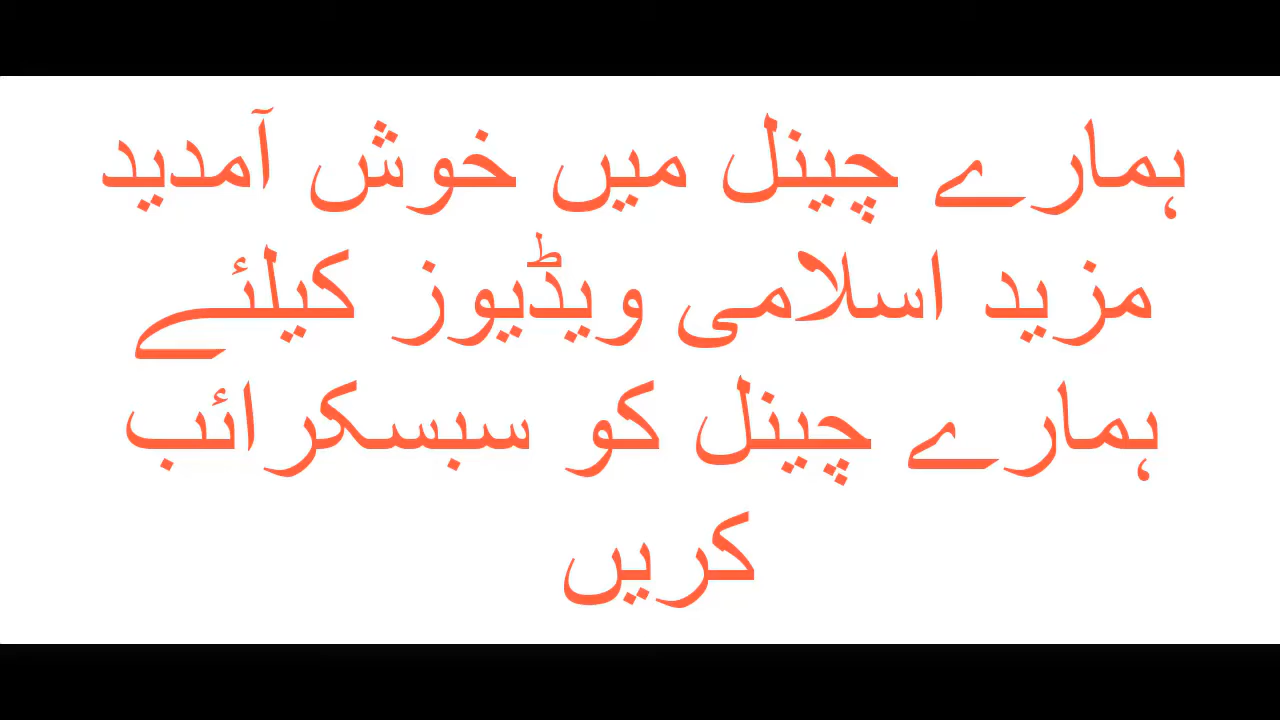 ہمارے چینل میں خوش آمدید
مزید اسلامی ویڈیوز کیلئے
ہمارے چینل کو سبسکرائب
کریں